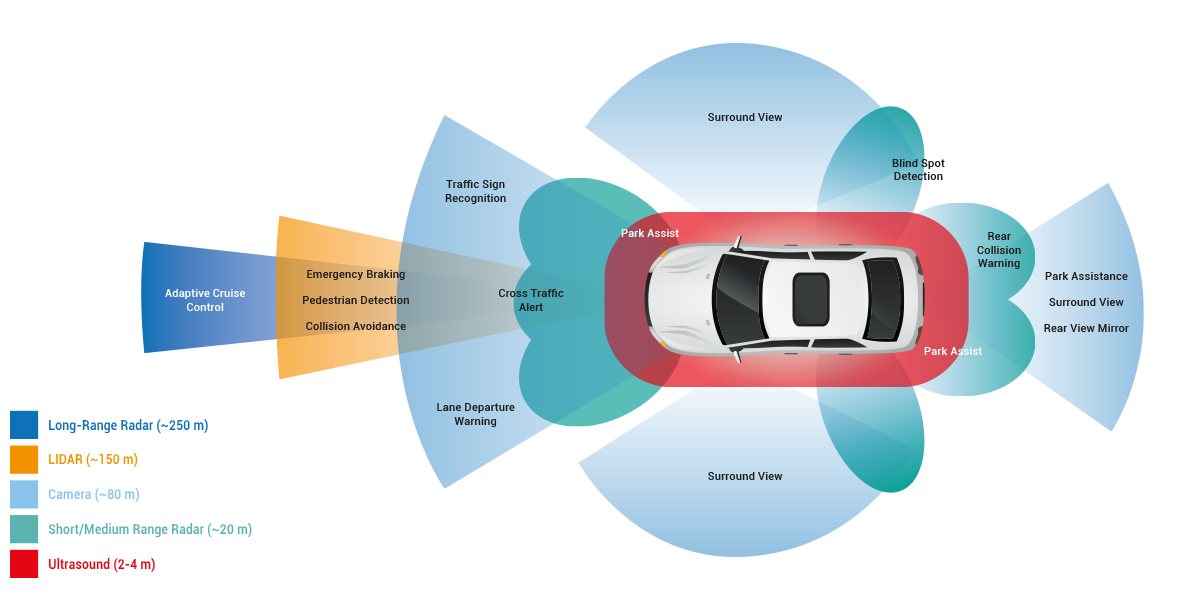 Surround View
Blind Spot
Detection
Traffic Sign
Recognition
Park Assist
Rear
Collision
Warning
Emergency Braking
Pedestrian Detection
Collision Avoidance
Adaptive Cruise
Control
Cross Traffic
Alert
Park Assistance
Surround View
Rear View Mirror
Park Assist
Lane Departure
Warning
Surround View
Long-Range Radar (~250 m)
LIDAR (~150 m)
Camera (~80 m)
Short/Medium Range Radar (~20 m)
Ultrasound (2-4 m)